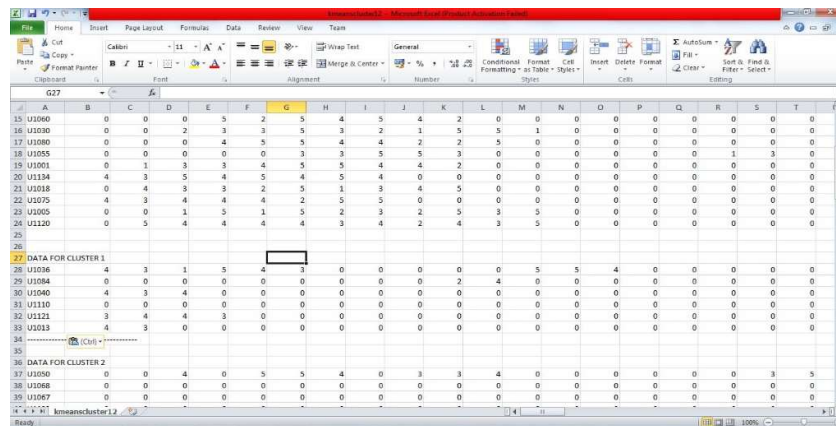 kmeanscluster12 - Microsoft Excel (Product Activation Failed)
File Home Insert Page Layout Formulas Data Review View Team
Cut Calibri 11 Wrap Text General AutoSum
Copy Fill
Paste Format Painter B I U Merge & Center $ % , Conditional Formatting Format as Table Cell Styles Insert Delete Format Clear Sort & Filter Find & Select
Clipboard Font Alignment Number Styles Cells Editing
G27 fx
A B C D E F G H I J K L M N O P Q R S T
15 U1060 0 0 0 5 2 5 4 5 4 2 0 0 0 0 0 0 0 0 0
16 U1030 0 0 2 3 3 5 3 2 1 5 5 1 0 0 0 0 0 0 0
17 U1080 0 0 0 4 5 5 4 4 2 2 5 0 0 0 0 0 0 0 0
18 U1055 0 0 0 0 0 3 3 5 5 3 0 0 0 0 0 0 1 3 0
19 U1001 0 1 3 3 4 5 5 4 4 2 0 0 0 0 0 0 0 0 0
20 U1134 4 3 5 4 5 4 5 4 0 0 0 0 0 0 0 0 0 0 0
21 U1018 0 4 3 3 2 5 1 3 4 5 0 0 0 0 0 0 0 0 0
22 U1075 4 3 4 4 4 2 5 5 0 0 0 0 0 0 0 0 0 0 0
23 U1005 0 0 1 5 1 5 2 3 2 5 3 5 0 0 0 0 0 0 0
24 U1120 0 5 4 4 4 4 3 4 2 4 3 5 0 0 0 0 0 0 0
25
26
27 DATA FOR CLUSTER 1
28 U1036 4 3 1 5 4 3 0 0 0 0 0 5 5 4 0 0 0 0 0
29 U1084 0 0 0 0 0 0 0 0 0 2 4 0 0 0 0 0 0 0 0
30 U1040 4 3 4 0 0 0 0 0 0 0 0 0 0 0 0 0 0 0 0
31 U1110 0 0 0 0 0 0 0 0 0 0 0 0 0 0 0 0 0 0 0
32 U1121 3 4 4 3 0 0 0 0 0 0 0 0 0 0 0 0 0 0 0
33 U1013 4 3 0 0 0 0 0 0 0 0 0 0 0 0 0 0 0 0 0
34 ------------ (Ctrl) ----------
35
36 DATA FOR CLUSTER 2
37 U1050 0 0 4 0 5 5 4 0 3 3 4 0 0 0 0 0 0 3 5
38 U1068 0 0 0 0 0 0 0 0 0 0 0 0 0 0 0 0 0 0 0
39 U1067 0 0 0 0 0 0 0 0 0 0 0 0 0 0 0 0 0 0 0
kmeanscluster12
Ready 100%